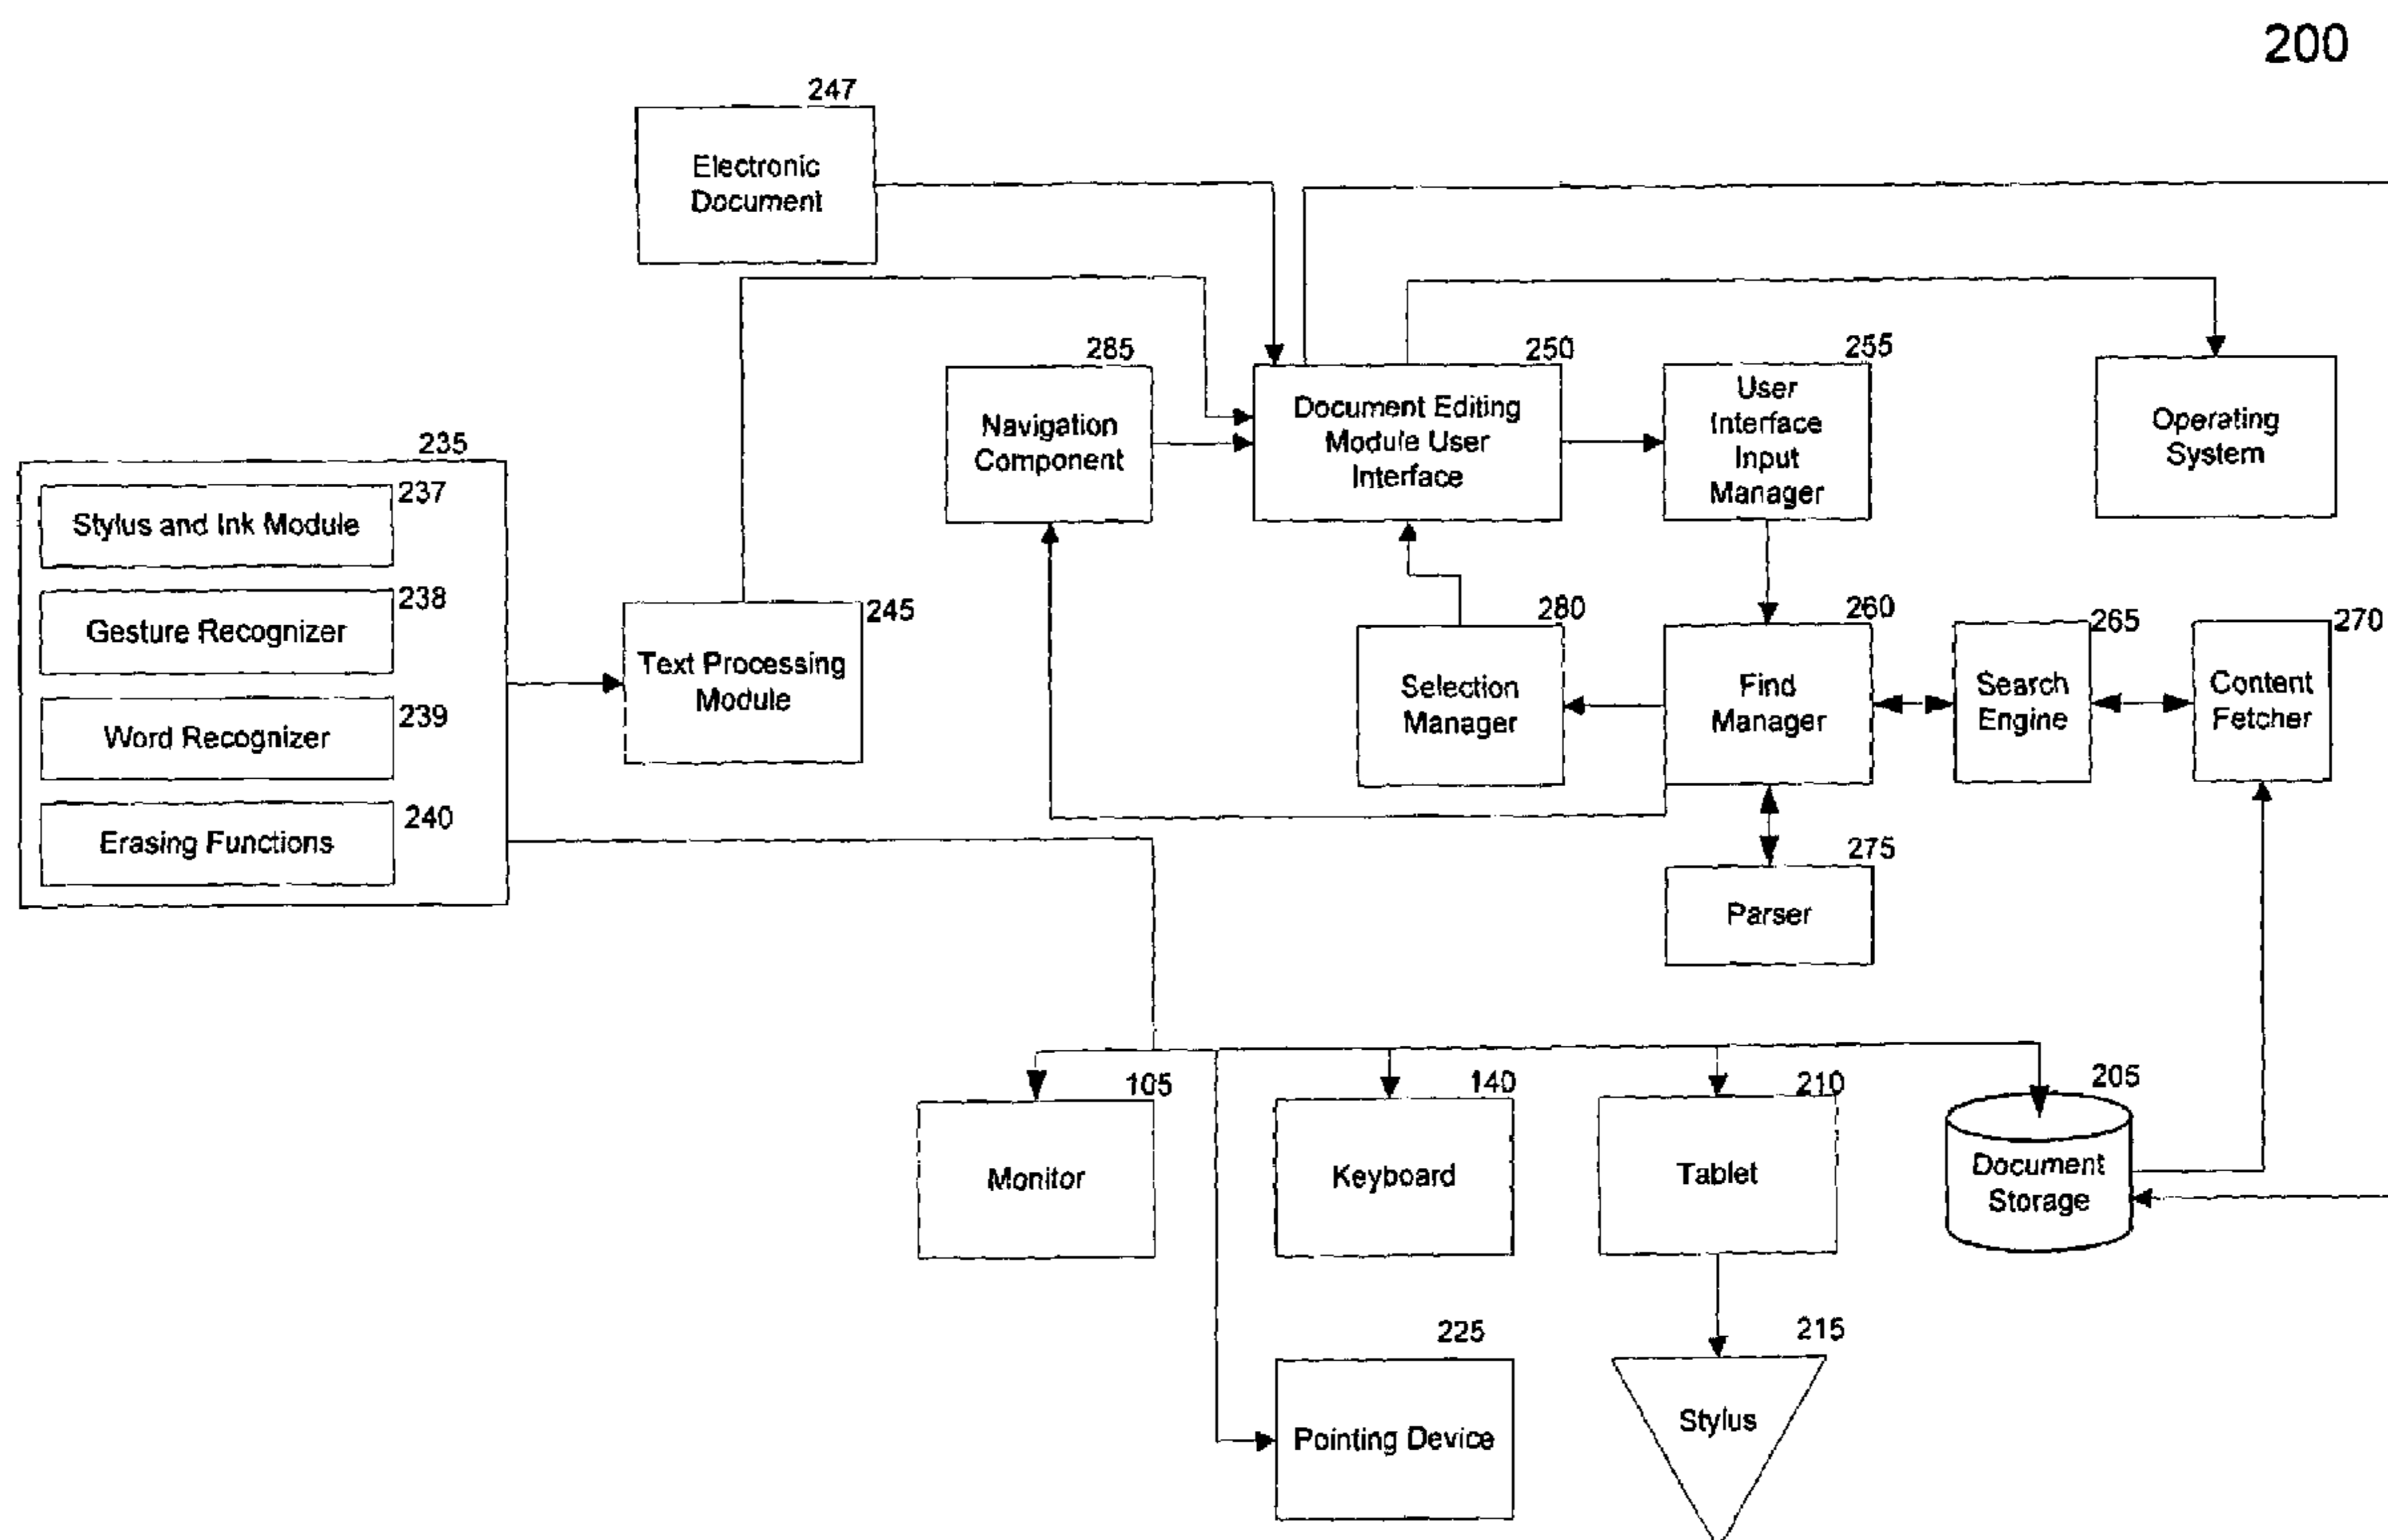 200
247
Electronic
Document
285
Navigation
Component
250
Document Editing
Module User
Interface
255
User
Interface
Input
Manager
Operating
System
235
237
Stylus and Ink Module
238
Gesture Recognizer
239
Word Recognizer
240
Erasing Functions
245
Text Processing
Module
280
Selection
Manager
260
Find
Manager
265
Search
Engine
270
Content
Fetcher
275
Parser
105
Monitor
140
Keyboard
210
Tablet
205
Document
Storage
225
Pointing Device
215
Stylus